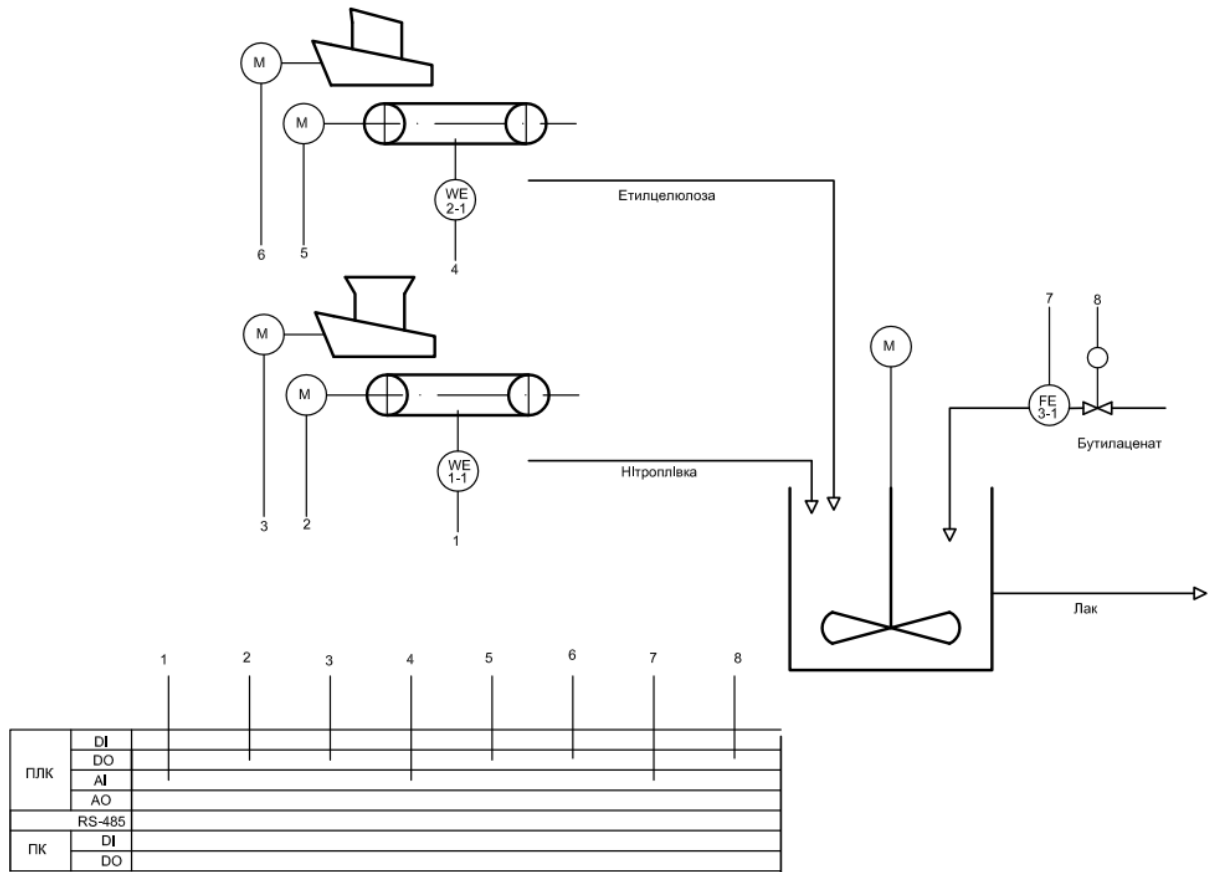 M
M
WE
2-1
Етилцелюлоза
6
5
4
M
M
WE
1-1
НІтроплІвка
3
2
1
7
8
M
FE
3-1
Бутилаценат
Лак
1 2 3 4 5 6 7 8
ПЛК
DI
DO
AI
AO
RS-485
ПК
DI
DO